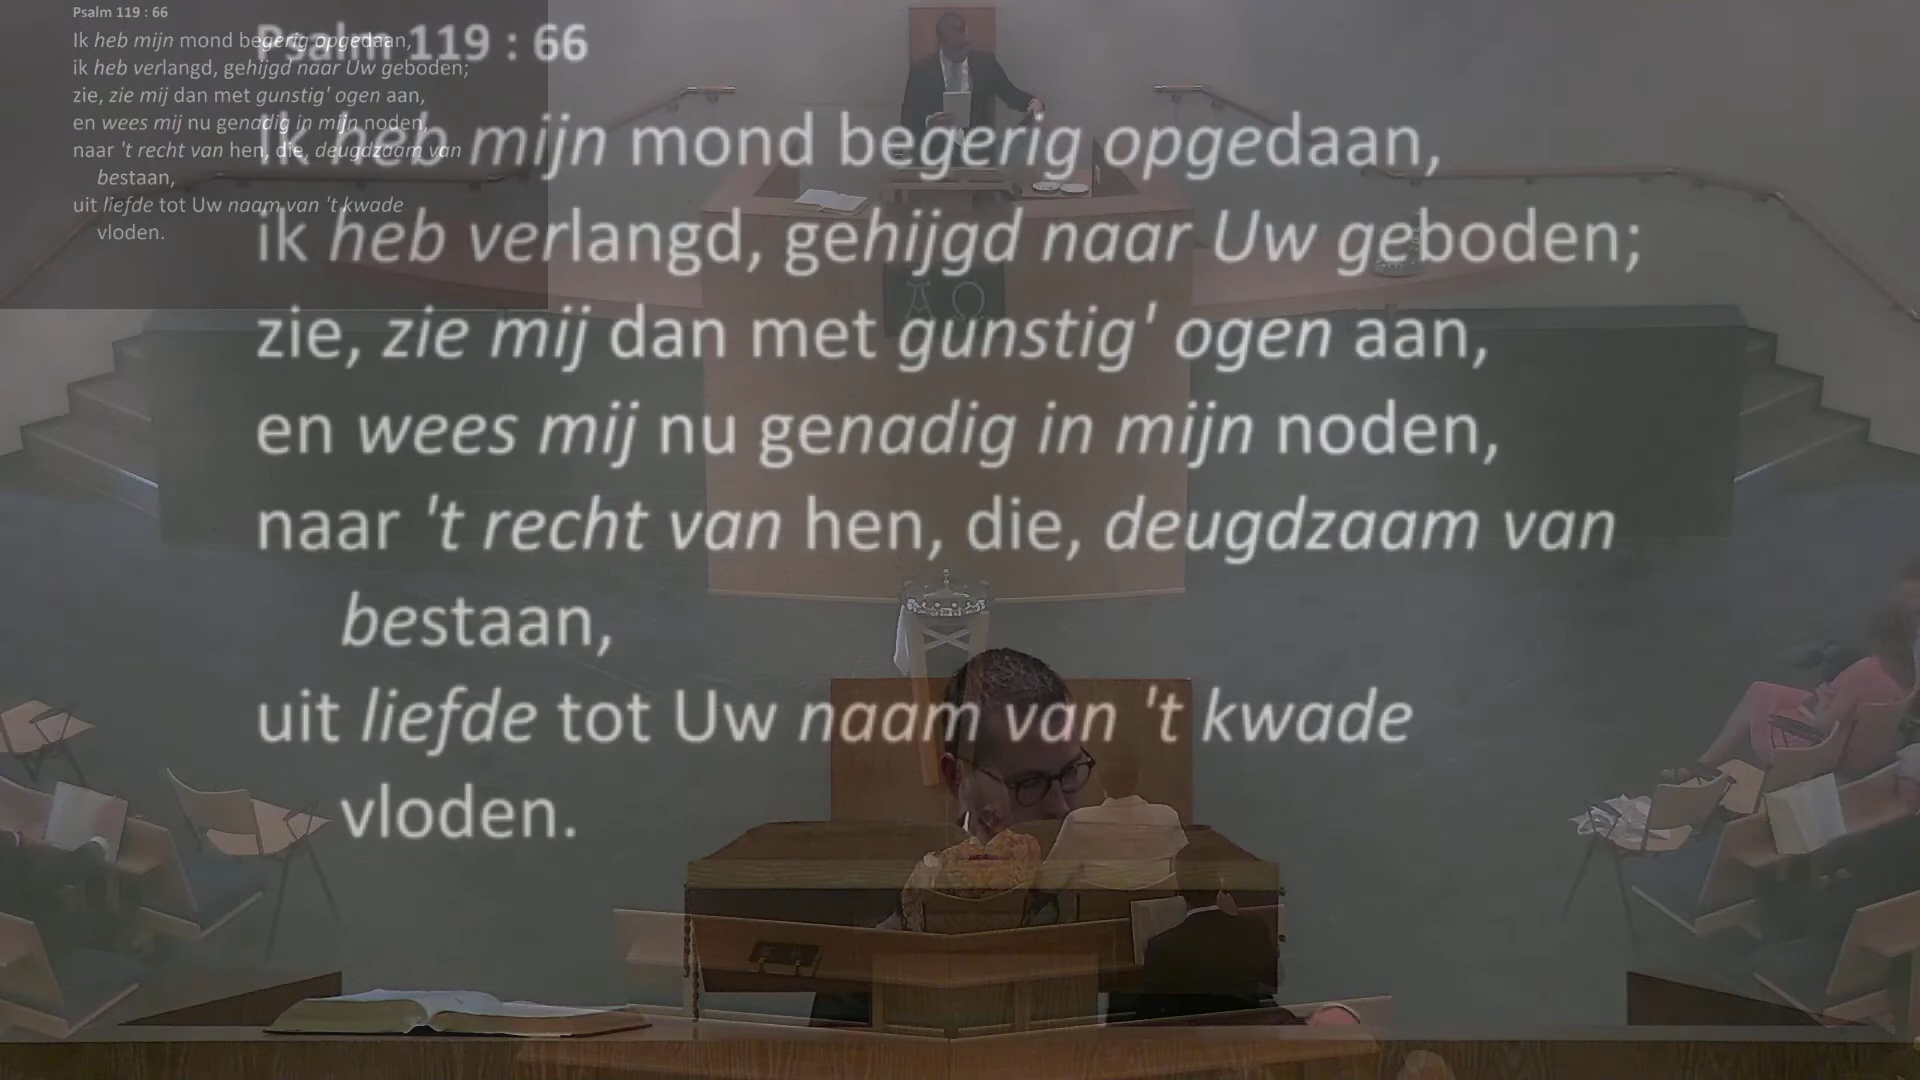 Psalm 119 : 66
Ik heb mijn mond begerig opgedaan,
ik heb verlangd, gehijgd naar Uw geboden;
zie, zie mij dan met gunstig' ogen aan,
en wees mij nu genadig in mijn noden,
naar 't recht van hen, die, deugdzaam van
bestaan,
uit liefde tot Uw naam van 't kwade
vloden.
Psalm 119 : 66
Ik heb mijn mond begerig opgedaan,
ik heb verlangd, gehijgd naar Uw geboden;
zie, zie mij dan met gunstig' ogen aan,
en wees mij nu genadig in mijn noden,
naar 't recht van hen, die, deugdzaam van
bestaan,
uit liefde tot Uw naam van 't kwade
vloden.
Α Ω